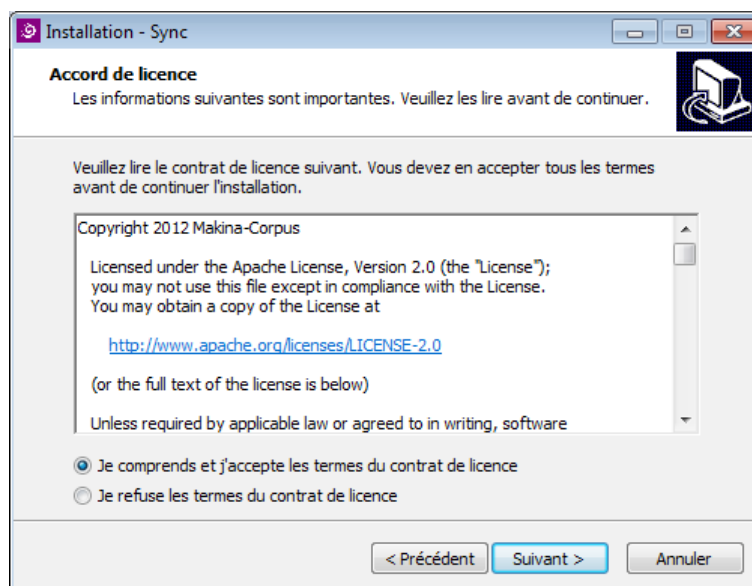 Installation - Sync
Accord de licence
Les informations suivantes sont importantes. Veuillez les lire avant de continuer.
Veuillez lire le contrat de licence suivant. Vous devez en accepter tous les termes
avant de continuer l'installation.
Copyright 2012 Makina-Corpus
Licensed under the Apache License, Version 2.0 (the "License");
you may not use this file except in compliance with the License.
You may obtain a copy of the License at
http://www.apache.org/licenses/LICENSE-2.0
(or the full text of the license is below)
Unless required by applicable law or agreed to in writing, software
Je comprends et j'accepte les termes du contrat de licence
Je refuse les termes du contrat de licence
< Précédent Suivant > Annuler